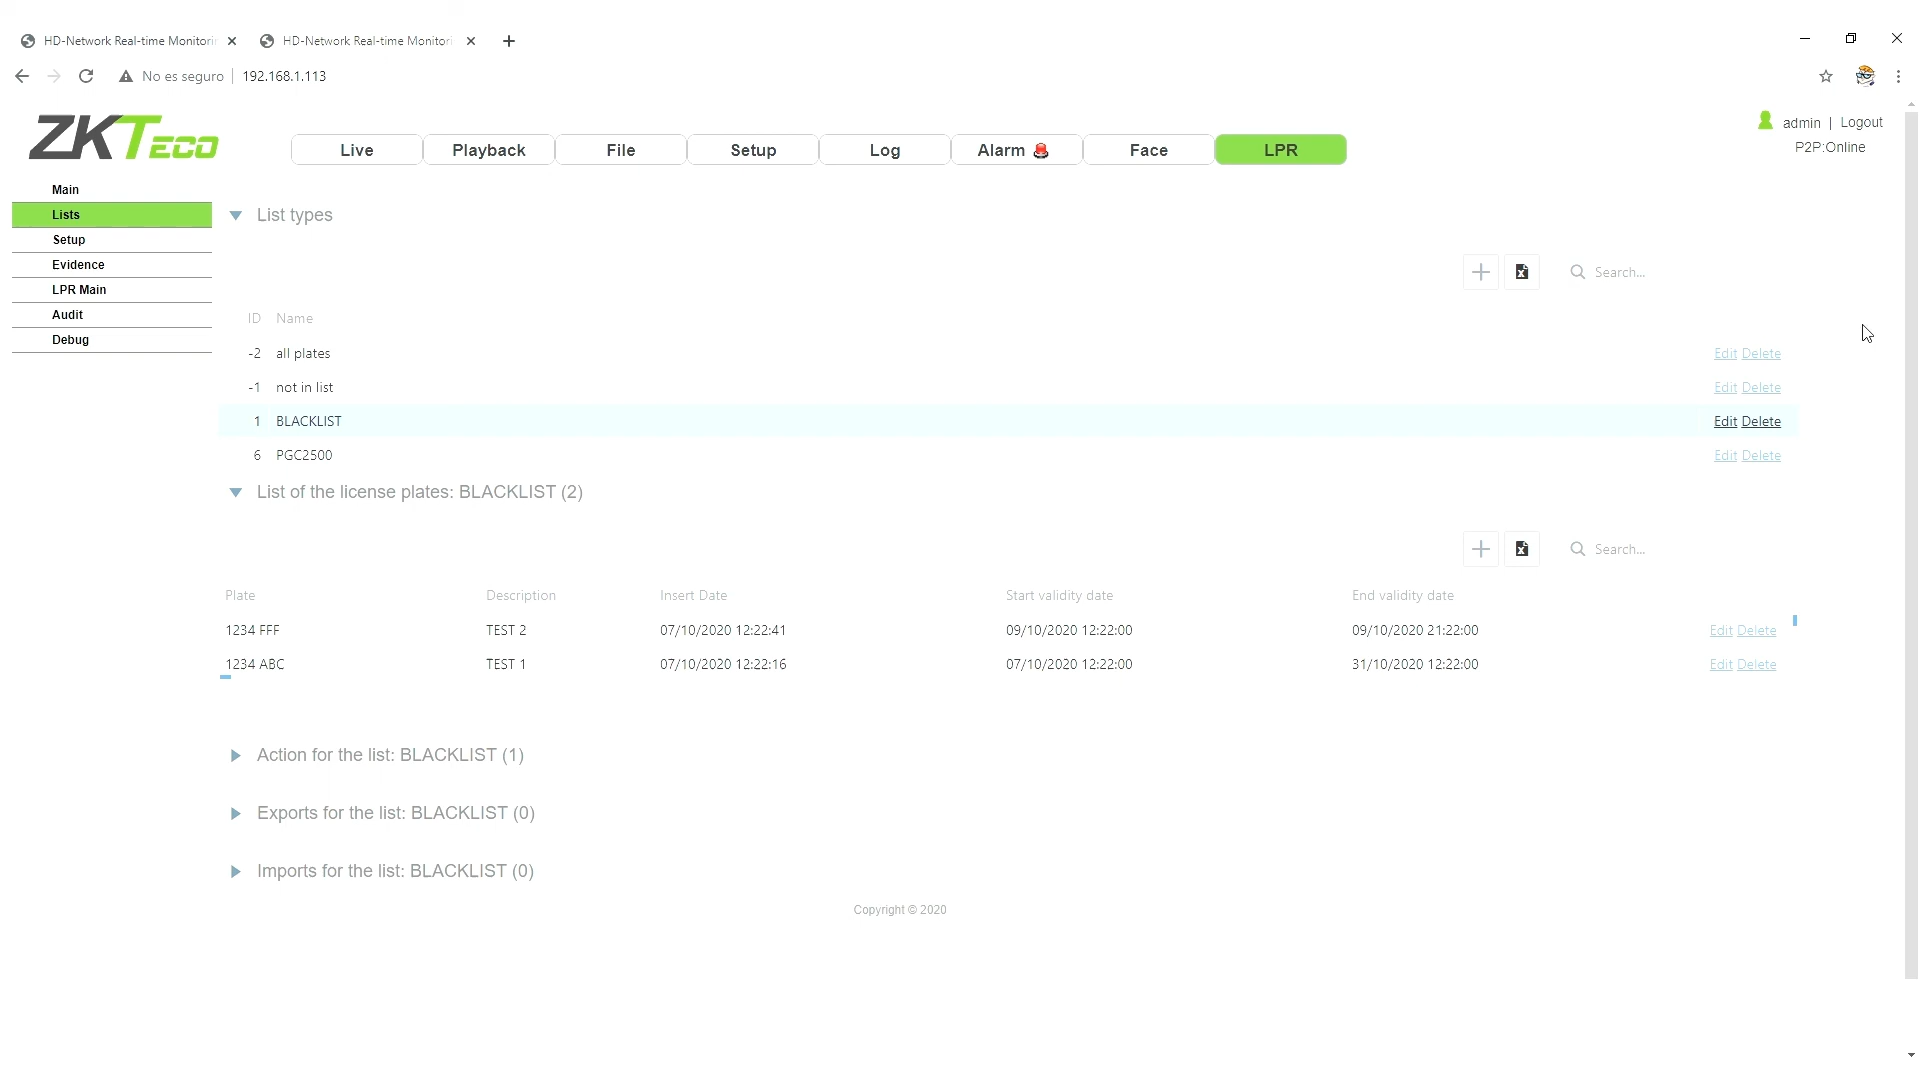 HD-Network Real-time Monitorin
HD-Network Real-time Monitori
No es seguro 192.168.1.113
ZKTECO
Live Playback File Setup Log Alarm Face LPR
admin | Logout
P2P:Online
Main
Lists
Setup
Evidence
LPR Main
Audit
Debug
List types
Search...
ID Name
-2 all plates Edit Delete
-1 not in list Edit Delete
1 BLACKLIST Edit Delete
6 PGC2500 Edit Delete
List of the license plates: BLACKLIST (2)
Search...
Plate Description Insert Date Start validity date End validity date
1234 FFF TEST 2 07/10/2020 12:22:41 09/10/2020 12:22:00 09/10/2020 21:22:00 Edit Delete
1234 ABC TEST 1 07/10/2020 12:22:16 07/10/2020 12:22:00 31/10/2020 12:22:00 Edit Delete
Action for the list: BLACKLIST (1)
Exports for the list: BLACKLIST (0)
Imports for the list: BLACKLIST (0)
Copyright © 2020